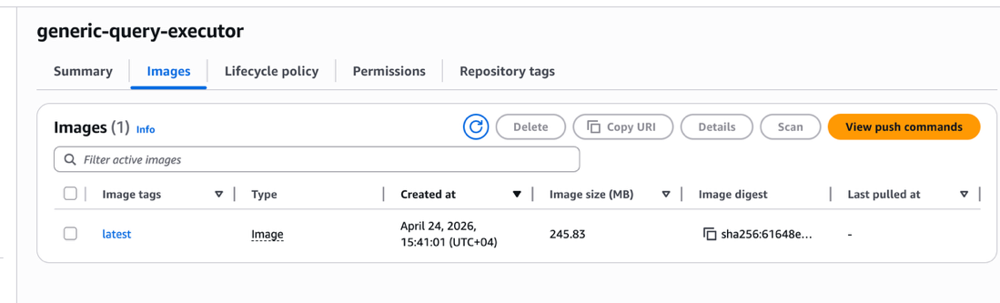 generic-query-executor
Summary Images Lifecycle policy Permissions Repository tags
Images (1) Info Delete Copy URI Details Scan View push commands
Filter active images
Image tags Type Created at Image size (MB) Image digest Last pulled at
latest Image April 24, 2026, 15:41:01 (UTC+04) 245.83 sha256:61648e... -